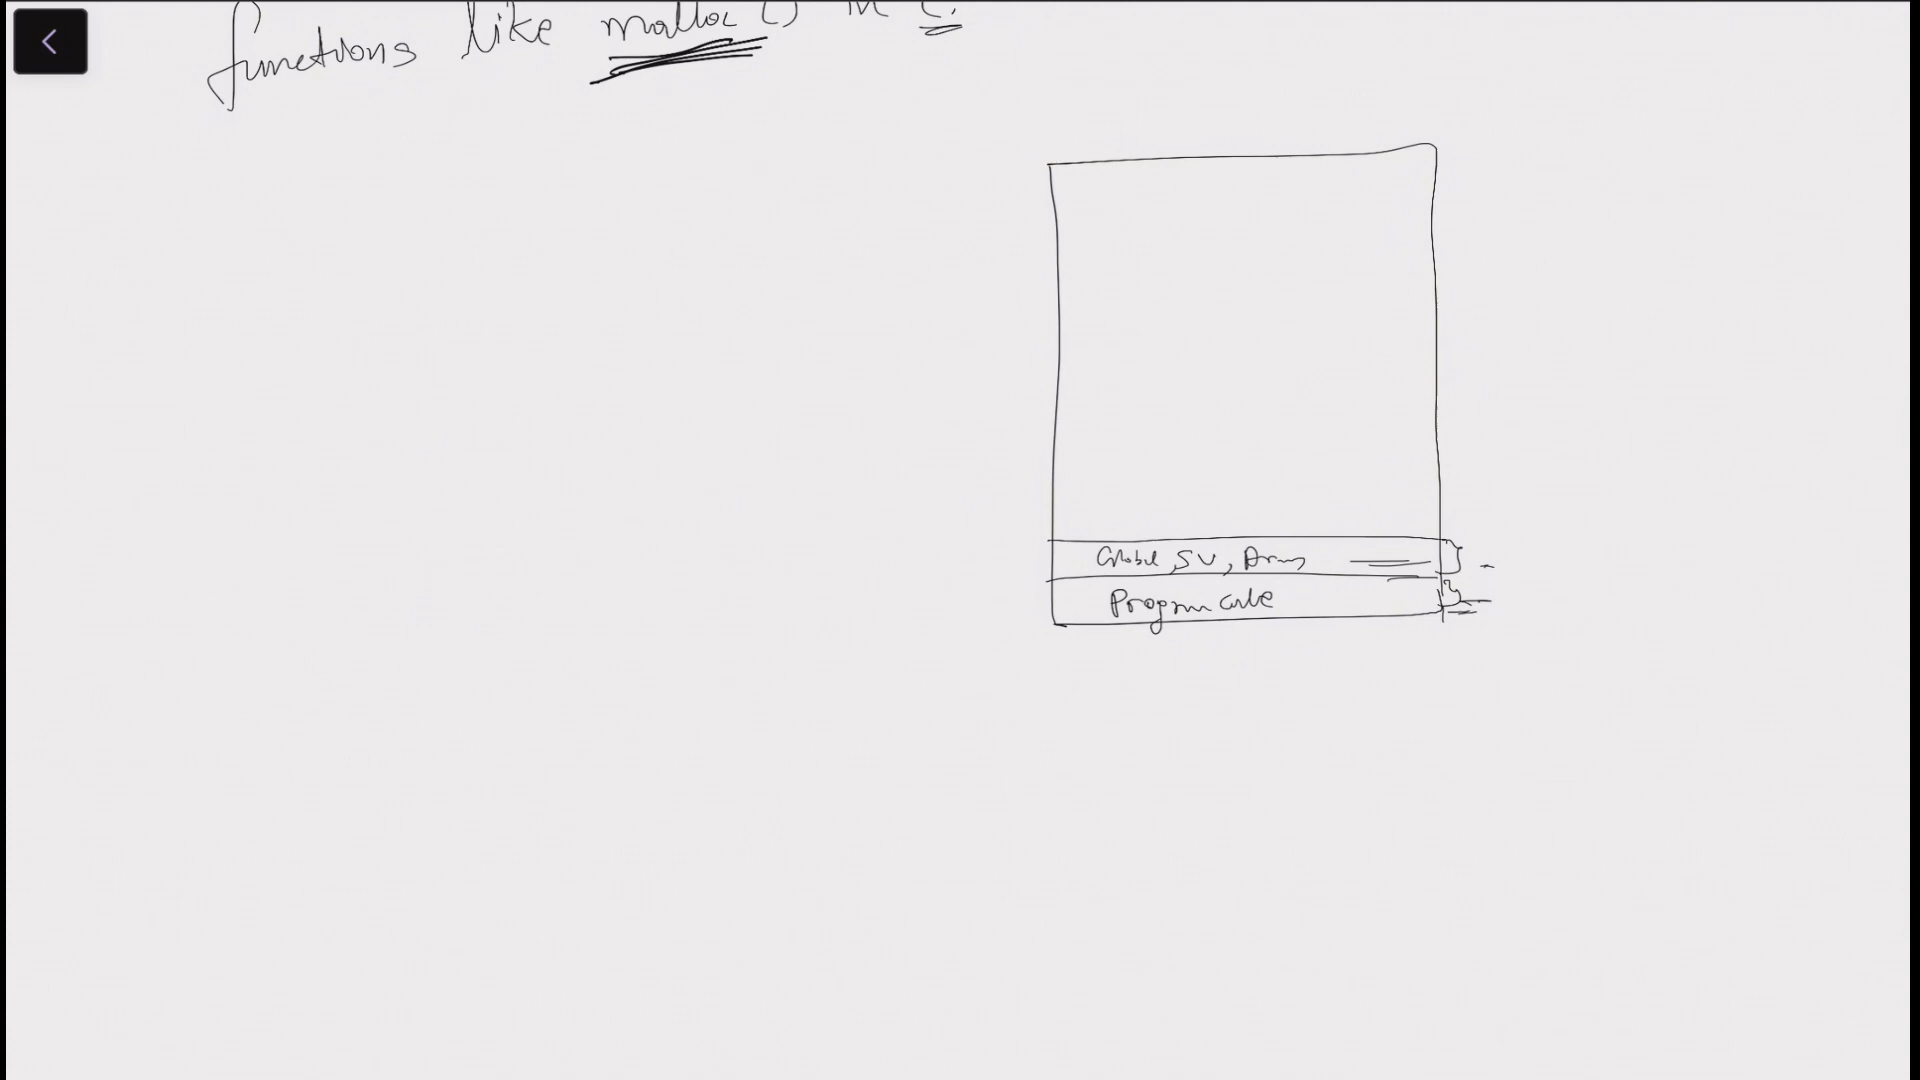 functions like malloc () in C.
Global, SV, Arrays
Program code